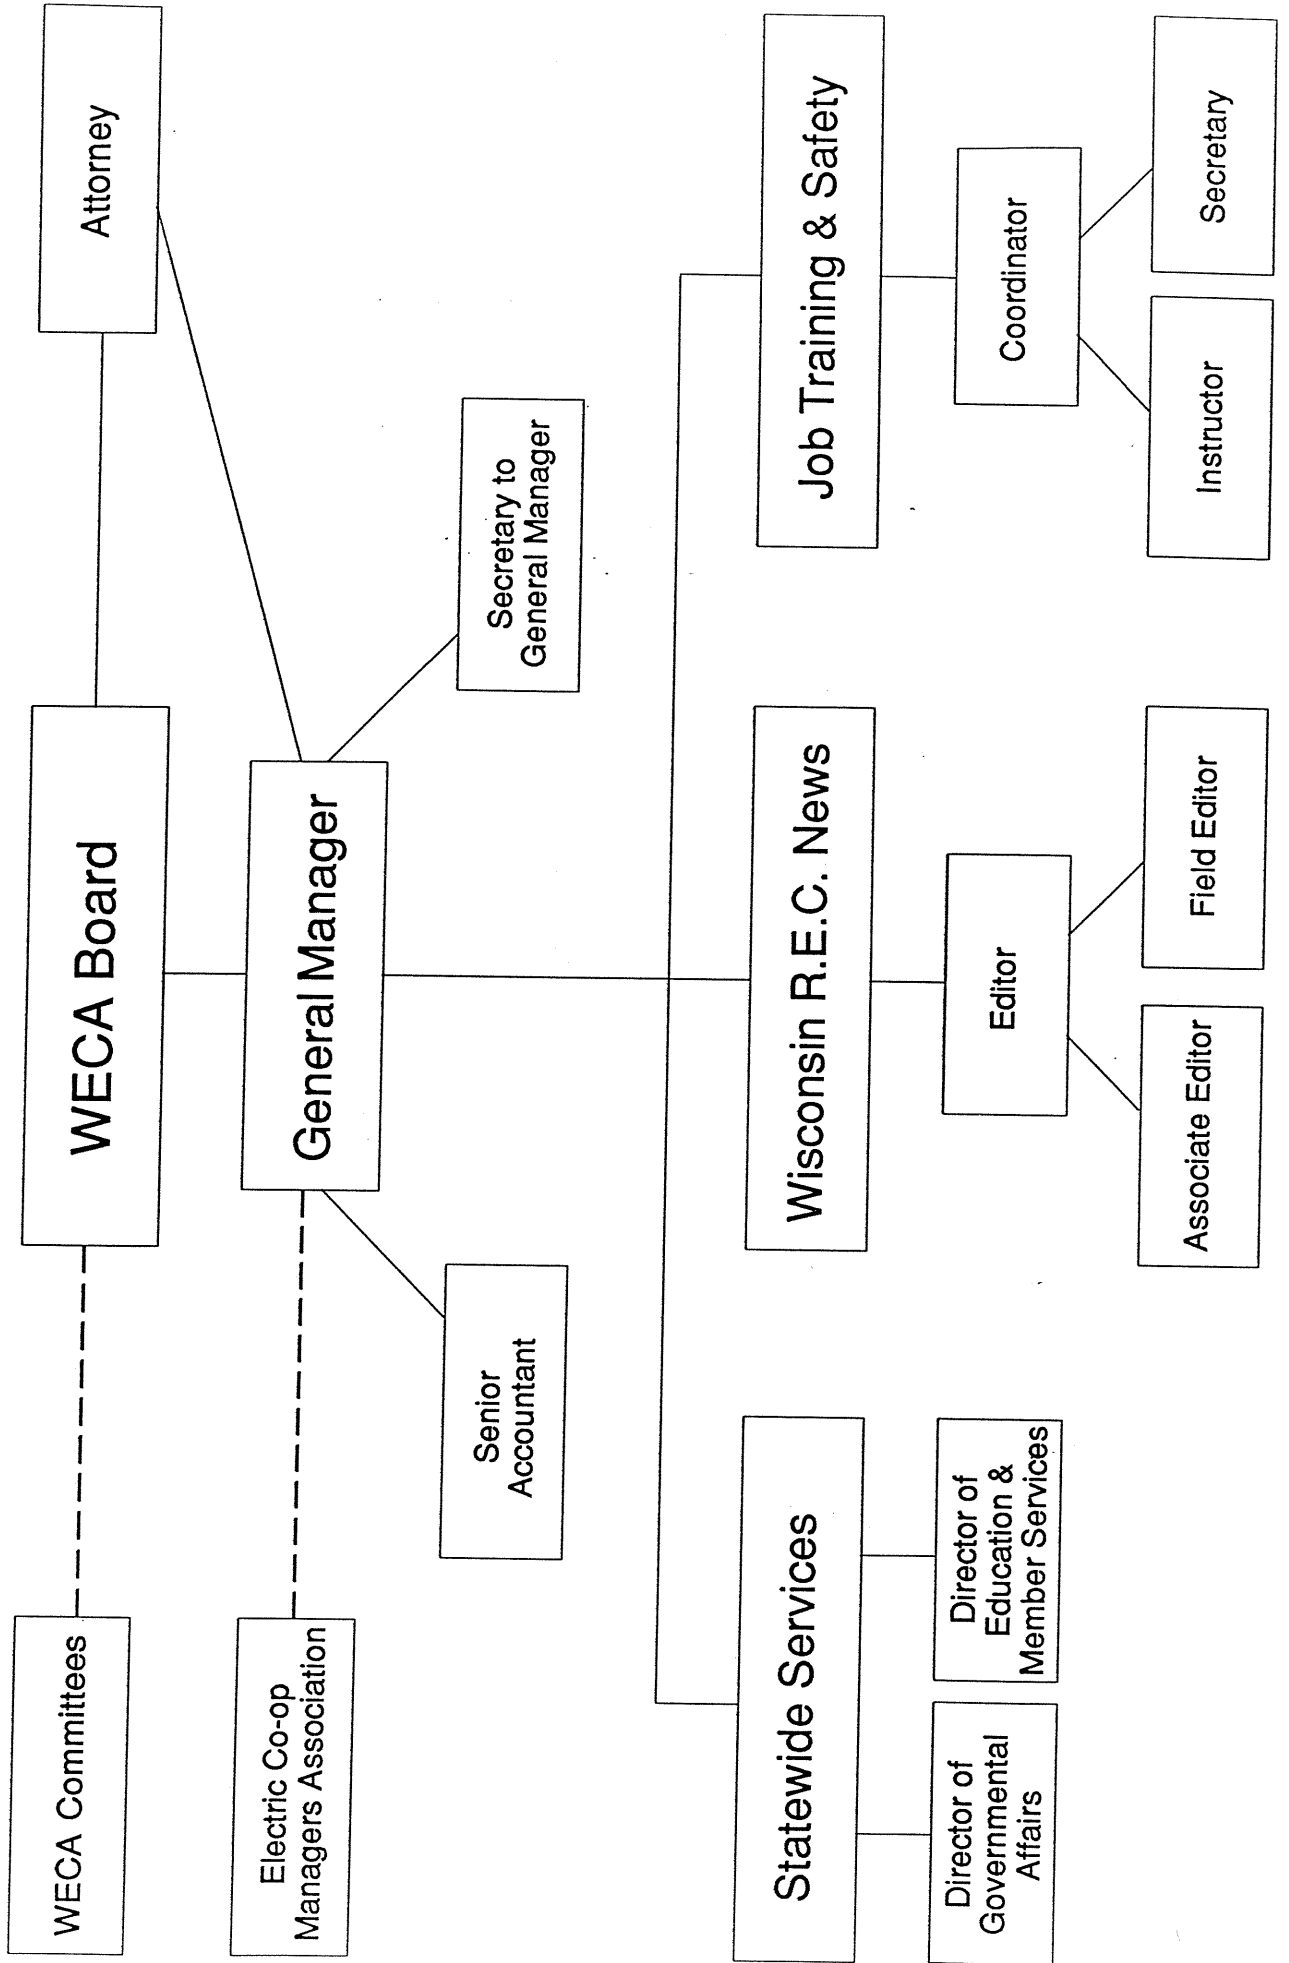 WECA Committees
WECA Board
Attorney
Electric Co-op
Managers Association
General Manager
Senior
Accountant
Secretary to
General Manager
Statewide Services
Wisconsin R.E.C. News
Job Training & Safety
Director of
Governmental
Affairs
Director of
Education &
Member Services
Editor
Coordinator
Associate Editor
Field Editor
Instructor
Secretary